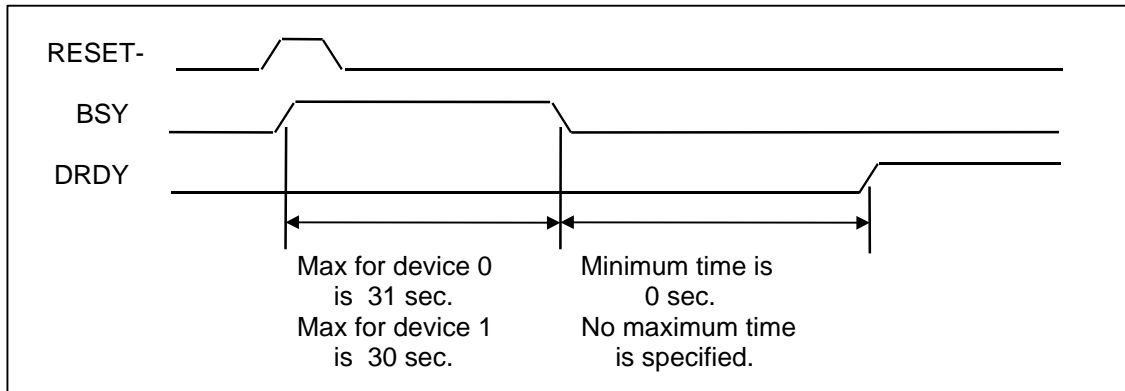 RESET-
BSY
DRDY
Max for device 0
is 31 sec.
Max for device 1
is 30 sec.
Minimum time is
0 sec.
No maximum time
is specified.